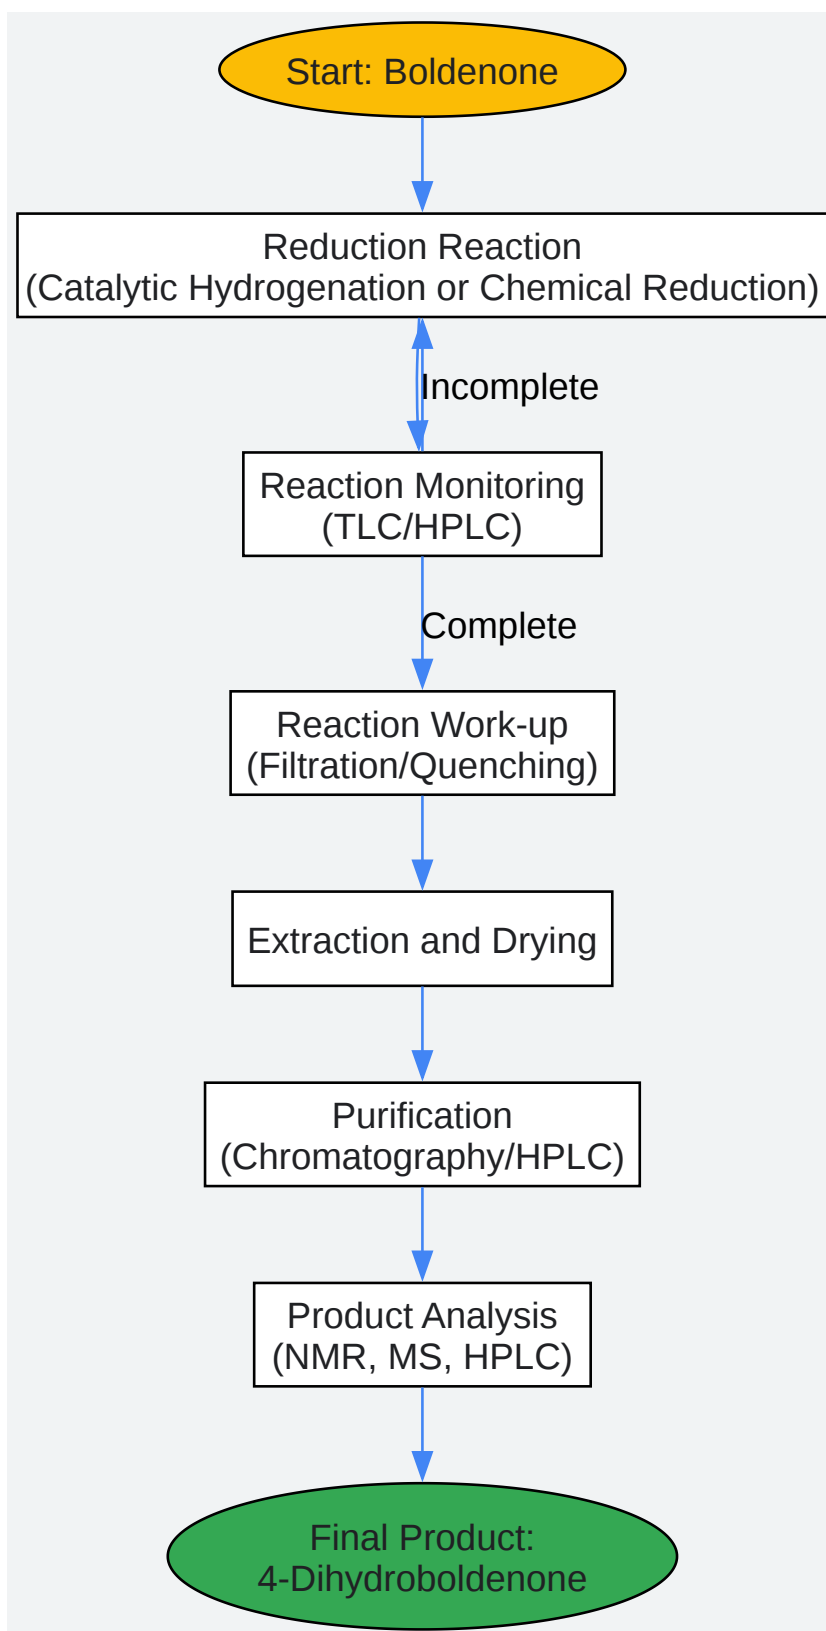 Start: Boldenone
Reduction Reaction
(Catalytic Hydrogenation or Chemical Reduction)
Incomplete
Reaction Monitoring
(TLC/HPLC)
Complete
Reaction Work-up
(Filtration/Quenching)
Extraction and Drying
Purification
(Chromatography/HPLC)
Product Analysis
(NMR, MS, HPLC)
Final Product:
4-Dihydroboldenone